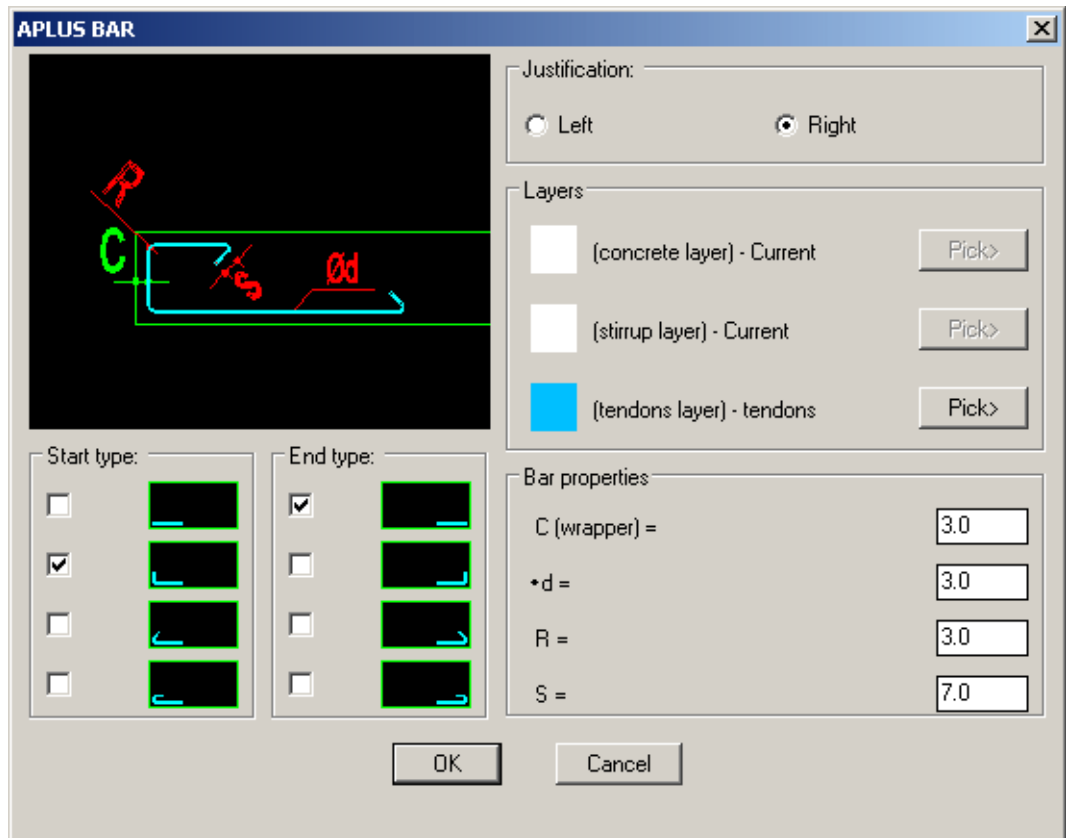 APLUS BAR
R
C
S
Ød
Justification:
Left
Right
Layers
(concrete layer) - Current
Pick>
(stirrup layer) - Current
Pick>
(tendons layer) - tendons
Pick>
Start type:
End type:
Bar properties
C (wrapper) =
3.0
•d =
3.0
R =
3.0
S =
7.0
OK
Cancel